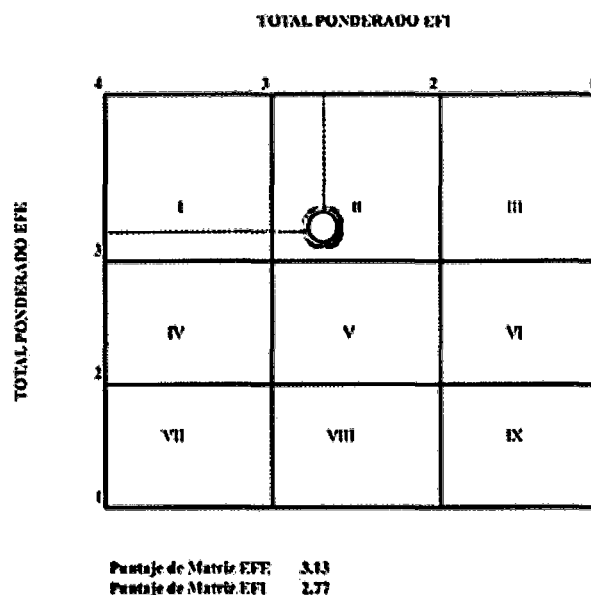 TOTAL PONDERADO EFI
4 3 2
TOTAL PONDERADO EFE
I II III
3
IV V VI
2
VII VIII IX
1
Puntaje de Matriz EFE 3.13
Puntaje de Matriz EFI 2.77